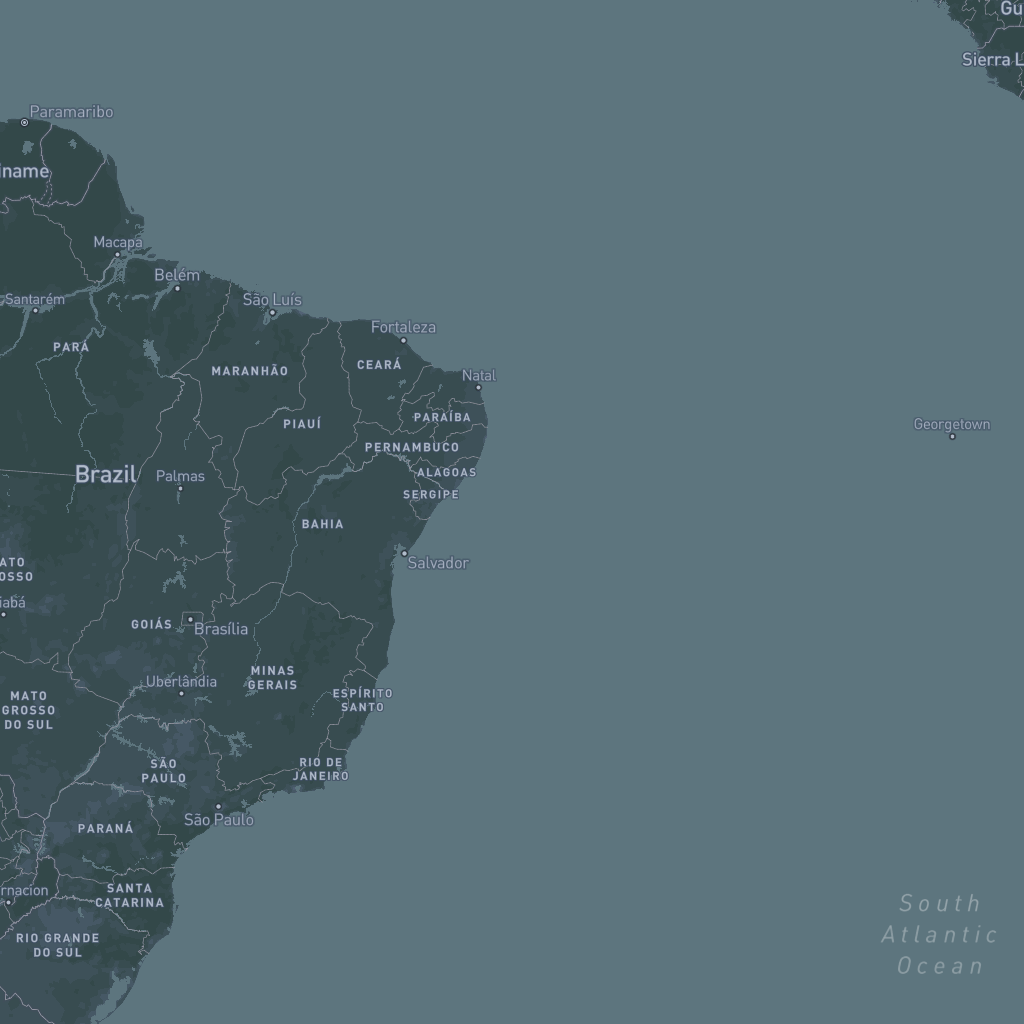 Gu
Sierra L
Paramaribo
iname
Macapá
Belém
Santarém
São Luís
Fortaleza
PARÁ
MARANHÃO
CEARÁ
Natal
PIAUÍ
PARAÍBA
Georgetown
PERNAMBUCO
Brazil
Palmas
ALAGOAS
SERGIPE
BAHIA
Salvador
ATO
OSSO
iabá
GOIÁS
Brasília
Uberlândia
MINAS
GERAIS
ESPÍRITO
SANTO
MATO
GROSSO
DO SUL
SÃO
PAULO
RIO DE
JANEIRO
São Paulo
PARANÁ
rnacion
SANTA
CATARINA
RIO GRANDE
DO SUL
South
Atlantic
Ocean